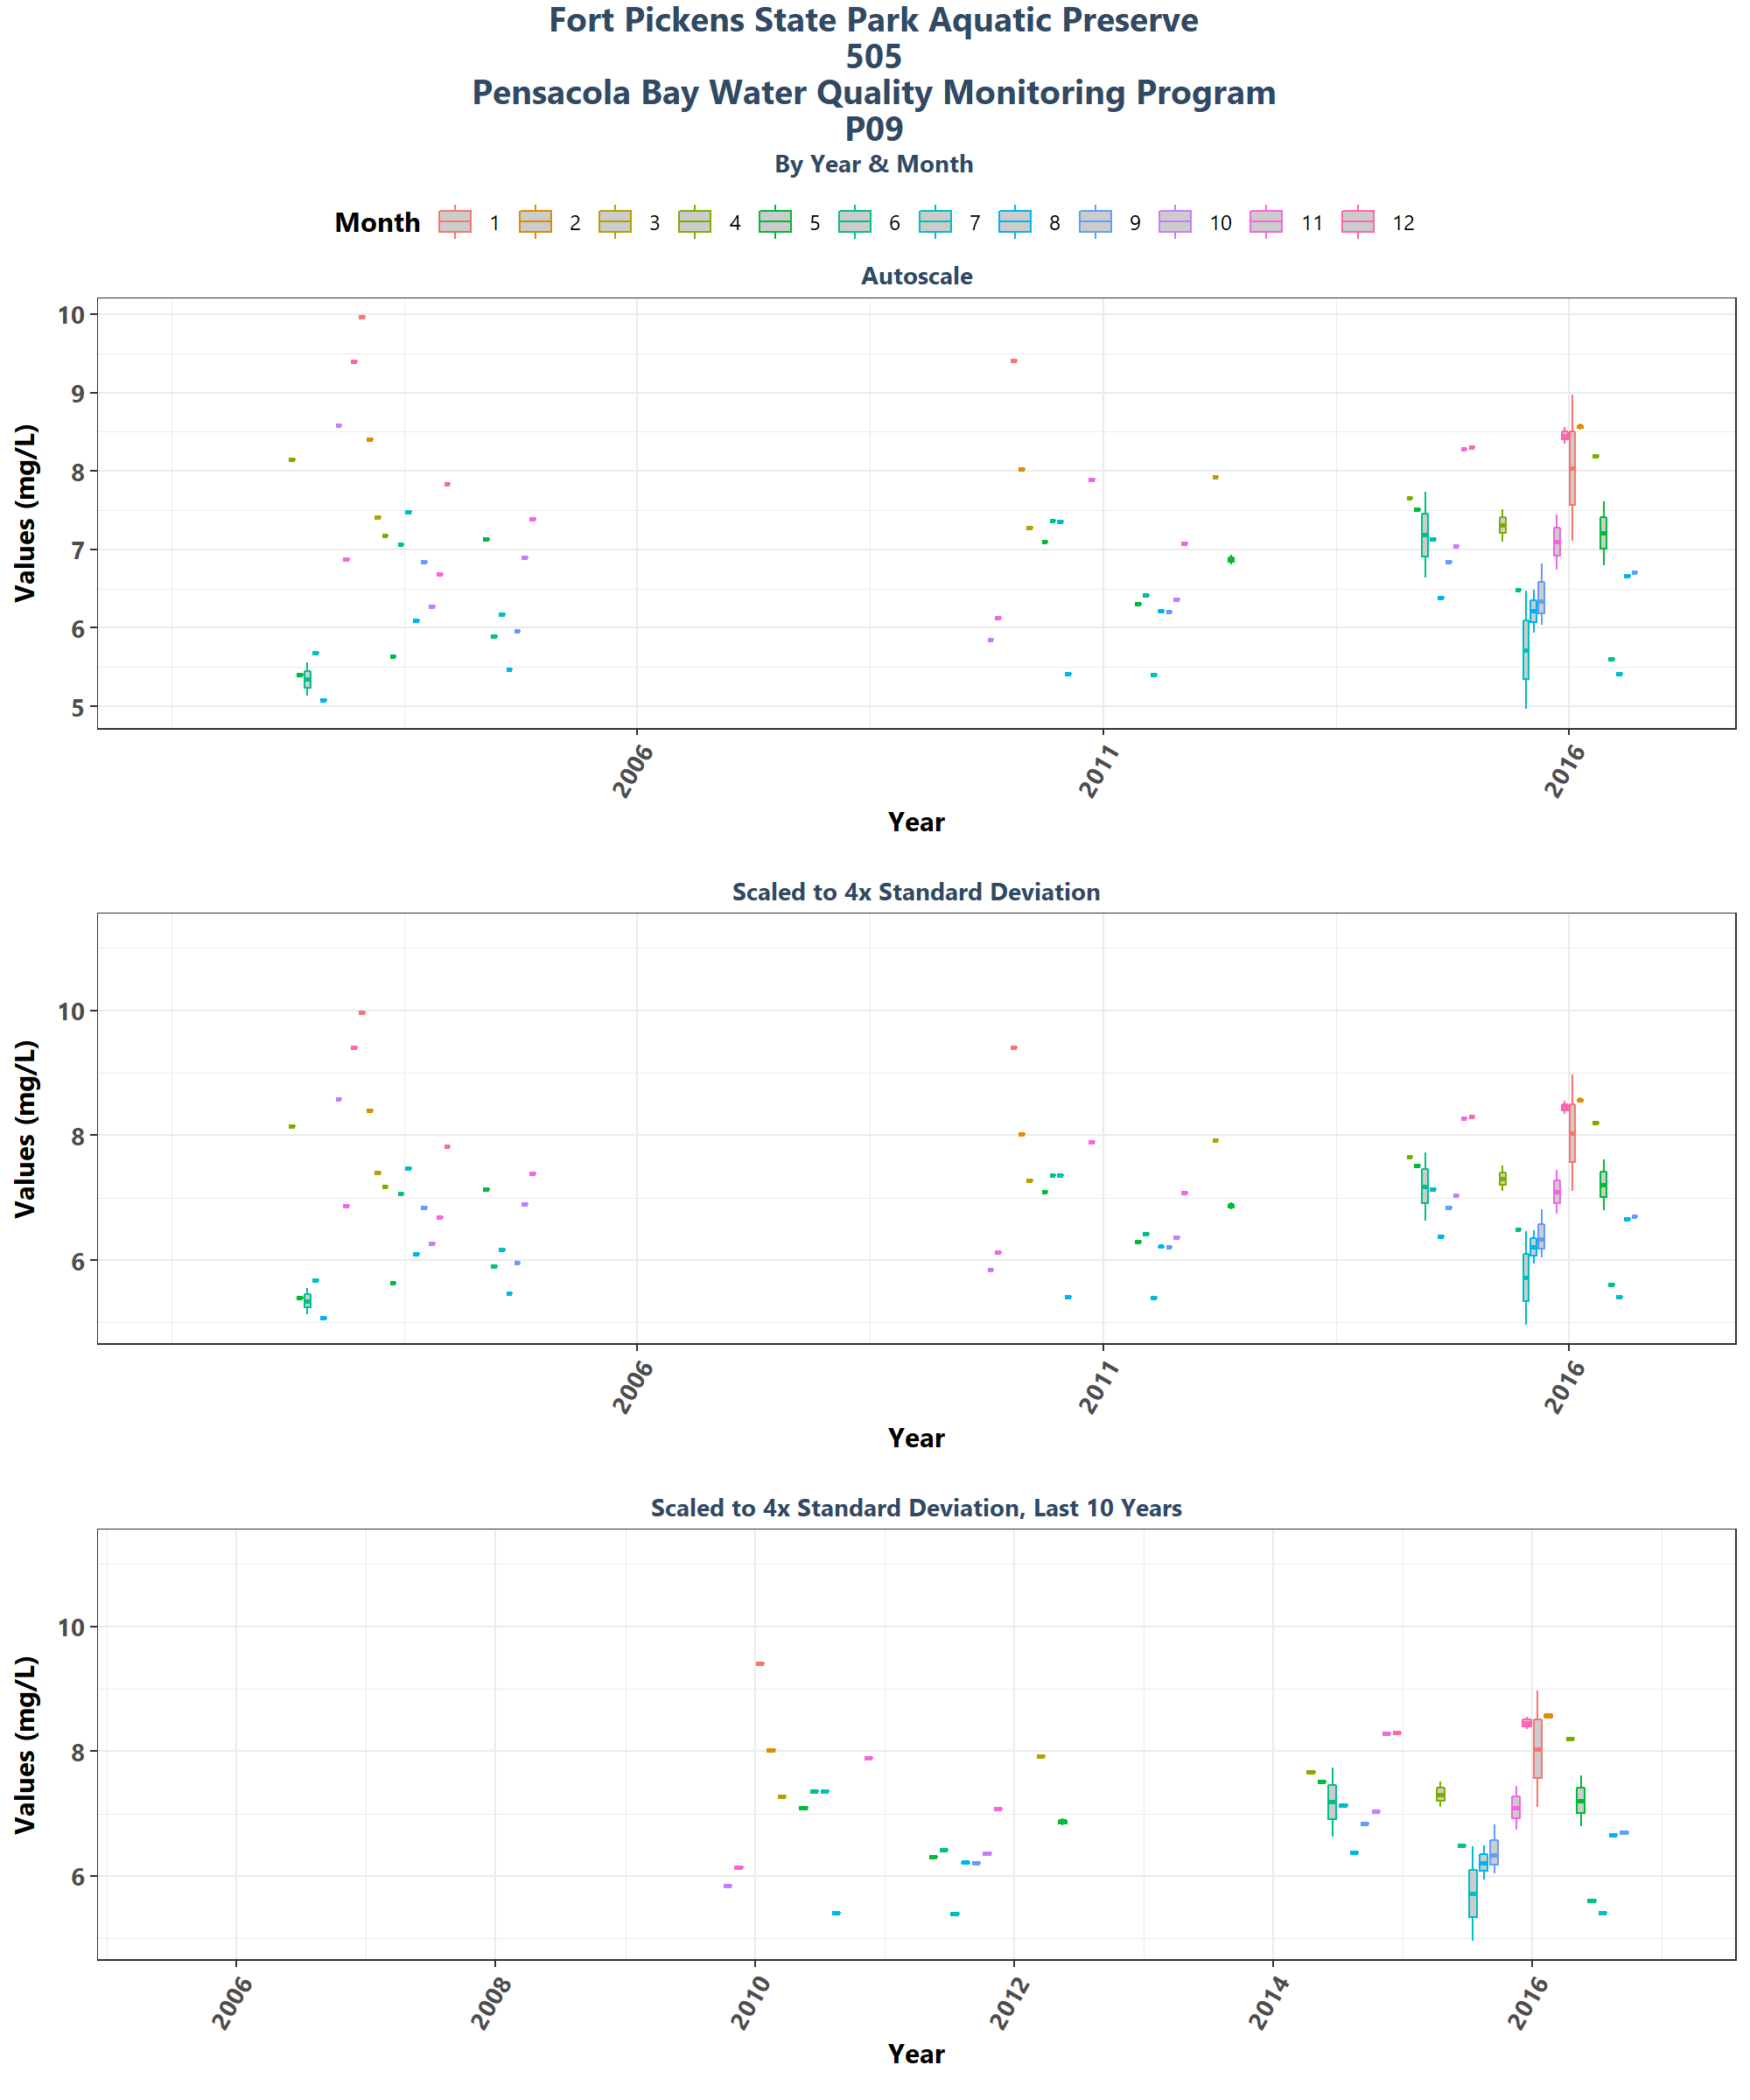 Fort Pickens State Park Aquatic Preserve
505
Pensacola Bay Water Quality Monitoring Program
P09
By Year & Month
Month 1 2 3 4 5 6 7 8 9 10 11 12
Autoscale
Values (mg/L)
10
9
8
7
6
5
2006 2011 2016
Year
Scaled to 4x Standard Deviation
Values (mg/L)
10
8
6
2006 2011 2016
Year
Scaled to 4x Standard Deviation, Last 10 Years
Values (mg/L)
10
8
6
2006 2008 2010 2012 2014 2016
Year